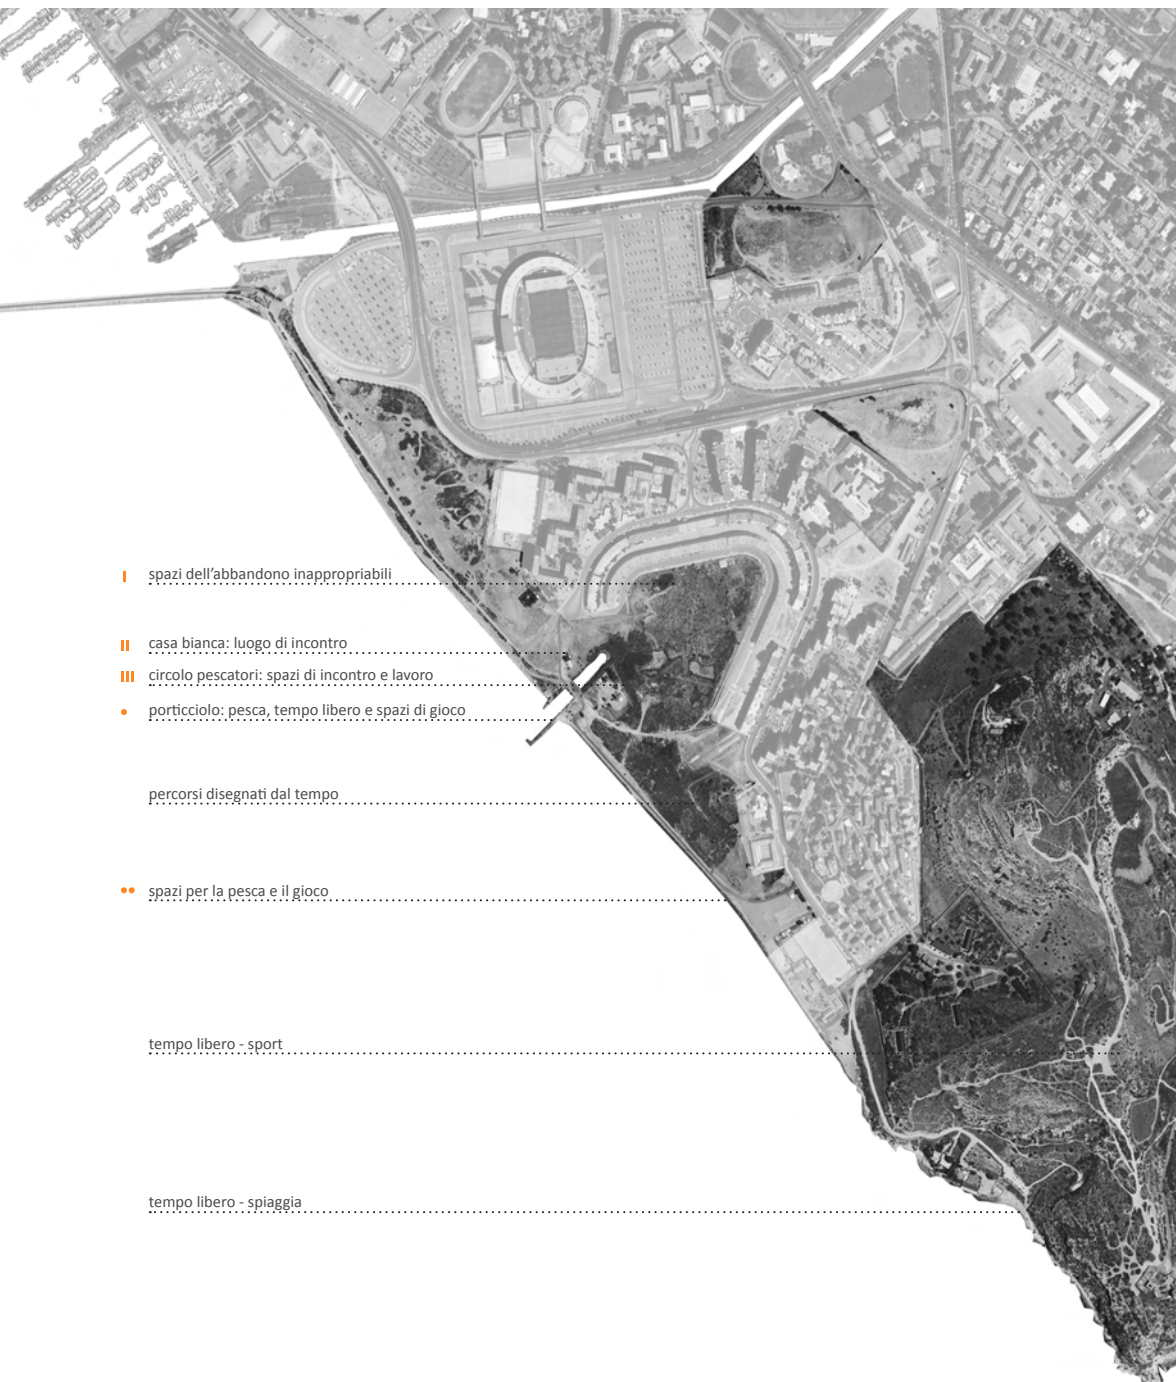 spazi dell’abbandono inappropriabili
casa bianca: luogo di incontro
circolo pescatori: spazi di incontro e lavoro
porticciolo: pesca, tempo libero e spazi di gioco
percorsi disegnati dal tempo
spazi per la pesca e il gioco
tempo libero - sport
tempo libero - spiaggia